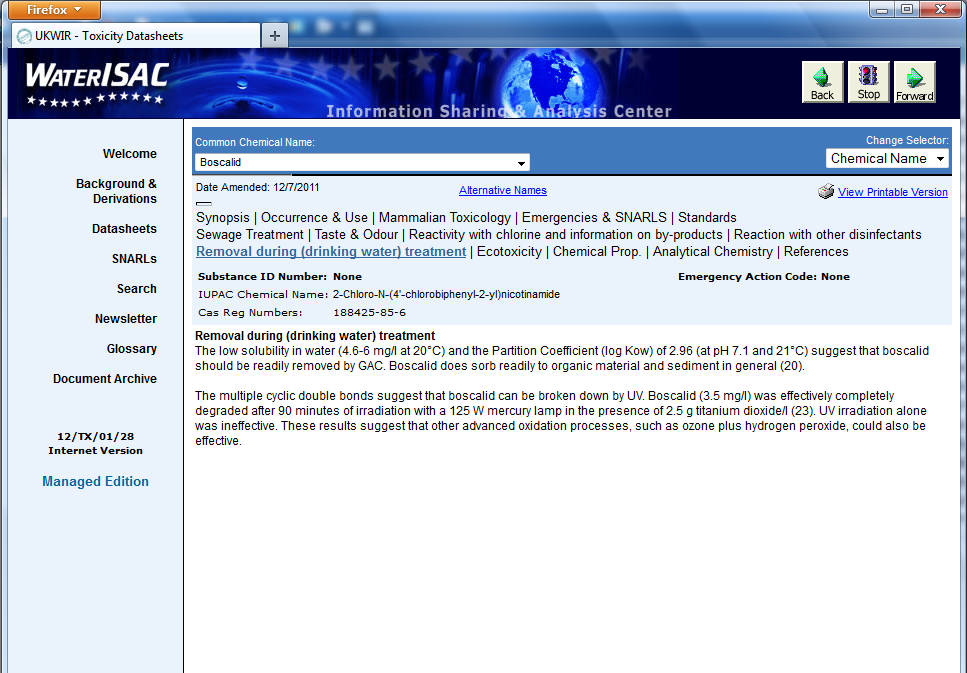 Firefox
UKWIR - Toxicity Datasheets
WATERISAC
Information Sharing & Analysis Center
Back
Stop
Forward
Welcome
Background &
Derivations
Datasheets
SNARLs
Search
Newsletter
Glossary
Document Archive
12/TX/01/28
Internet Version
Managed Edition
Common Chemical Name:
Change Selector:
Boscalid
Chemical Name
Date Amended: 12/7/2011
Alternative Names
View Printable Version
Synopsis | Occurrence & Use | Mammalian Toxicology | Emergencies & SNARLS | Standards
Sewage Treatment | Taste & Odour | Reactivity with chlorine and information on by-products | Reaction with other disinfectants
Removal during (drinking water) treatment | Ecotoxicity | Chemical Prop. | Analytical Chemistry | References
Substance ID Number: None
Emergency Action Code: None
IUPAC Chemical Name: 2-Chloro-N-(4'-chlorobiphenyl-2-yl)nicotinamide
Cas Reg Numbers: 188425-85-6
Removal during (drinking water) treatment
The low solubility in water (4.6-6 mg/l at 20°C) and the Partition Coefficient (log Kow) of 2.96 (at pH 7.1 and 21°C) suggest that boscalid
should be readily removed by GAC. Boscalid does sorb readily to organic material and sediment in general (20).
The multiple cyclic double bonds suggest that boscalid can be broken down by UV. Boscalid (3.5 mg/l) was effectively completely
degraded after 90 minutes of irradiation with a 125 W mercury lamp in the presence of 2.5 g titanium dioxide/l (23). UV irradiation alone
was ineffective. These results suggest that other advanced oxidation processes, such as ozone plus hydrogen peroxide, could also be
effective.